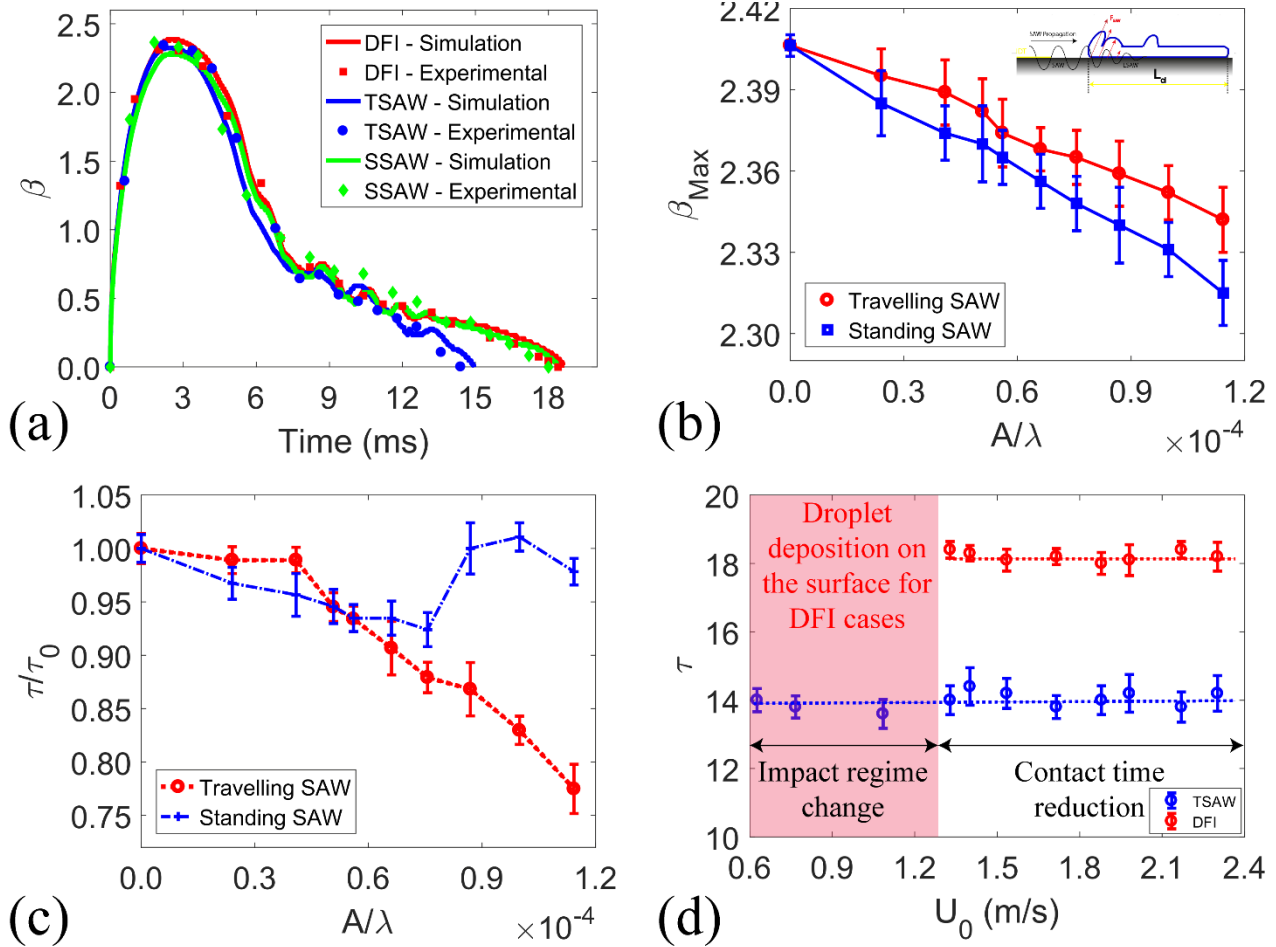 2.5
2.0
1.5
1.0
0.5
0.0
β
0 3 6 9 12 15 18
Time (ms)
DFI - Simulation
DFI - Experimental
TSAW - Simulation
TSAW - Experimental
SSAW - Simulation
SSAW - Experimental
(a)
2.42
2.39
2.36
2.33
2.30
β_Max
0.0 0.3 0.6 0.9 1.2
A/λ
×10⁻⁴
SAW Propagation
SAW
Travelling SAW
Standing SAW
(b)
1.05
1.00
0.95
0.90
0.85
0.80
0.75
τ/τ₀
0.0 0.3 0.6 0.9 1.2
A/λ
×10⁻⁴
Travelling SAW
Standing SAW
(c)
20
18
16
14
12
10
τ
0.6 0.9 1.2 1.5 1.8 2.1 2.4
U₀ (m/s)
Droplet
deposition on
the surface for
DFI cases
Impact regime
change
Contact time
reduction
TSAW
DFI
(d)